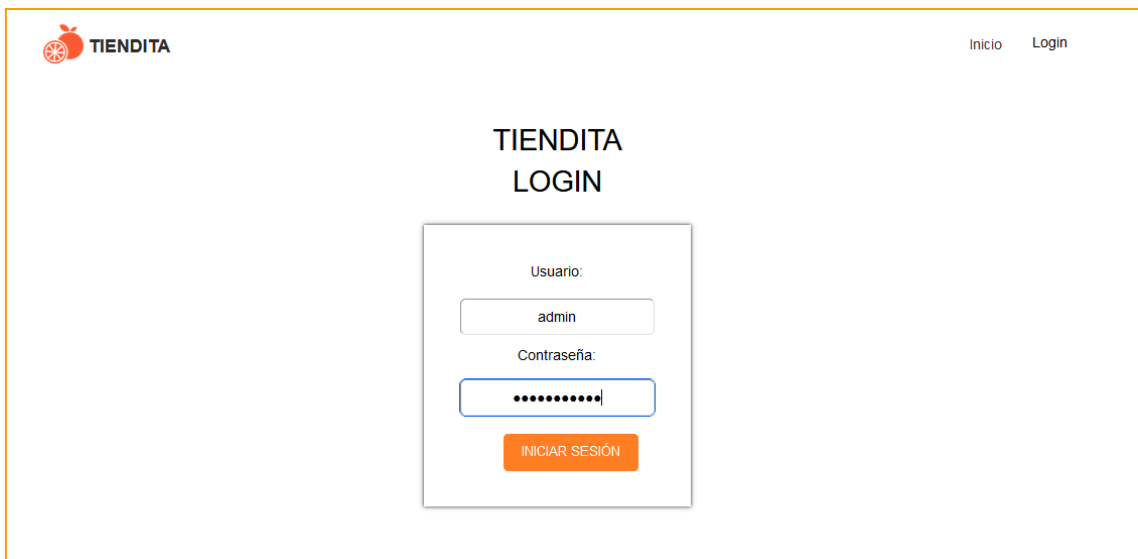 TIENDITA
Inicio Login
TIENDITA
LOGIN
Usuario:
admin
Contraseña:
•••••••••••
INICIAR SESIÓN